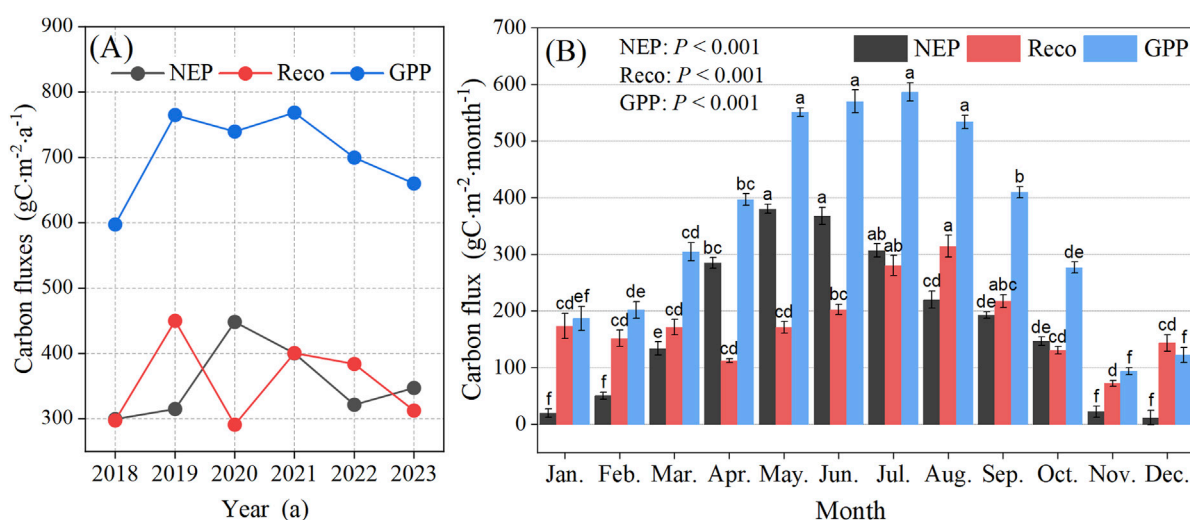 (A)
NEP Reco GPP
900
800
700
600
500
400
300
Carbon fluxes (gC·m⁻²·a⁻¹)
2018 2019 2020 2021 2022 2023
Year (a)
(B)
NEP: P < 0.001
Reco: P < 0.001
GPP: P < 0.001
NEP Reco GPP
700
600
500
400
300
200
100
0
Carbon flux (gC·m⁻²·month⁻¹)
f cd ef
f cd de
e cd cd
bc cd bc
a cd a
a bc a
ab ab a
de a a
de abc b
de cd de
f d f
f cd f
Jan. Feb. Mar. Apr. May. Jun. Jul. Aug. Sep. Oct. Nov. Dec.
Month